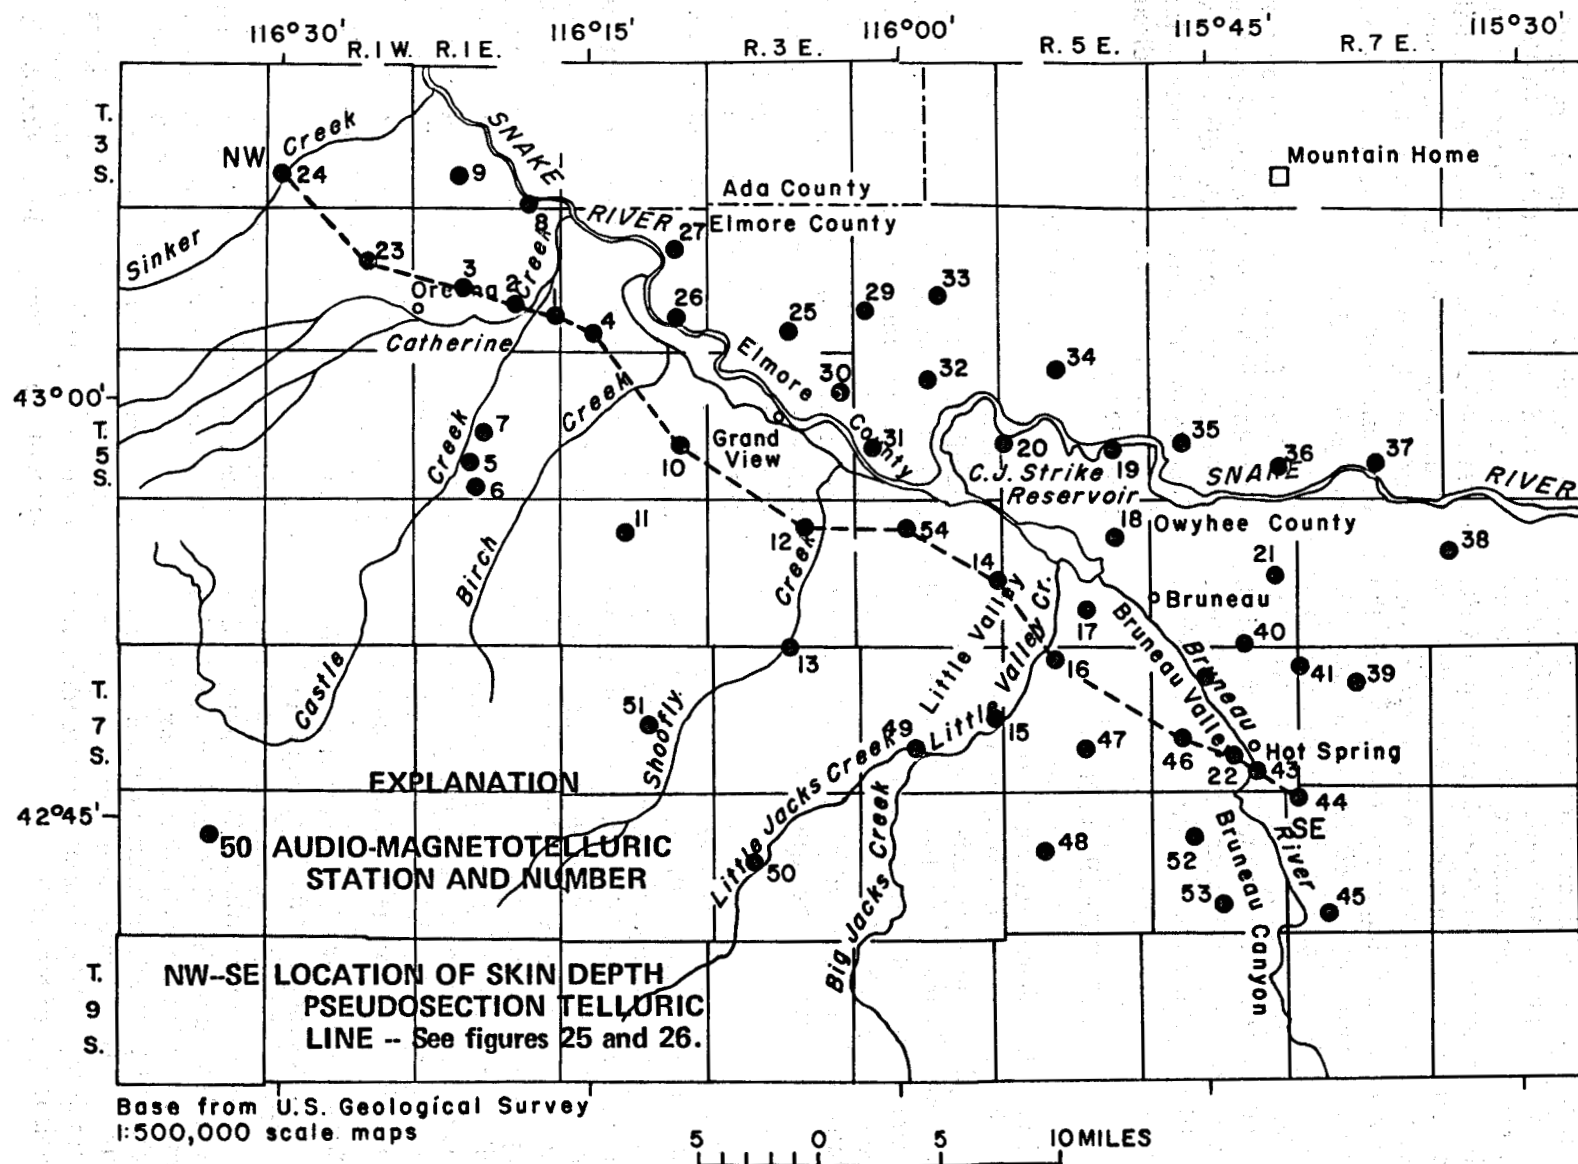 116°30'
116°15'
116°00'
115°45'
115°30'
R.1 W. R.1 E.
R.3 E.
R.5 E.
R.7 E.
T.
3
S.
NW
Creek
24
9
SNAKE
Mountain Home
Ada County
Elmore County
8
RIVER
27
Sinker
23
3
2
Creek
1
4
26
25
29
33
Catherine
Elmore
County
30
32
34
43°00'
T.
5
S.
7
5
6
Creek
Creek
10
Grand
View
31
20
C.J. Strike
Reservoir
19
35
36
37
SNAKE
RIVER
11
12
54
18
Owyhee County
38
21
14
Birch
Creek
Little Valley
Cr.
17
Bruneau
Bruneau Valley
40
41
39
13
16
Bruneau
T.
7
S.
Castle
51
Shoofly
Little Valley
15
47
46
22
43
Hot Spring
44
SE
EXPLANATION
42°45'
50 AUDIO-MAGNETOTELLURIC
STATION AND NUMBER
Little Jacks Creek
50
Big Jacks Creek
48
52
53
45
River
Bruneau Canyon
T.
9
S.
NW--SE LOCATION OF SKIN DEPTH
PSEUDOSECTION TELLURIC
LINE -- See figures 25 and 26.
Base from U.S. Geological Survey
1:500,000 scale maps
5 0 5 10 MILES